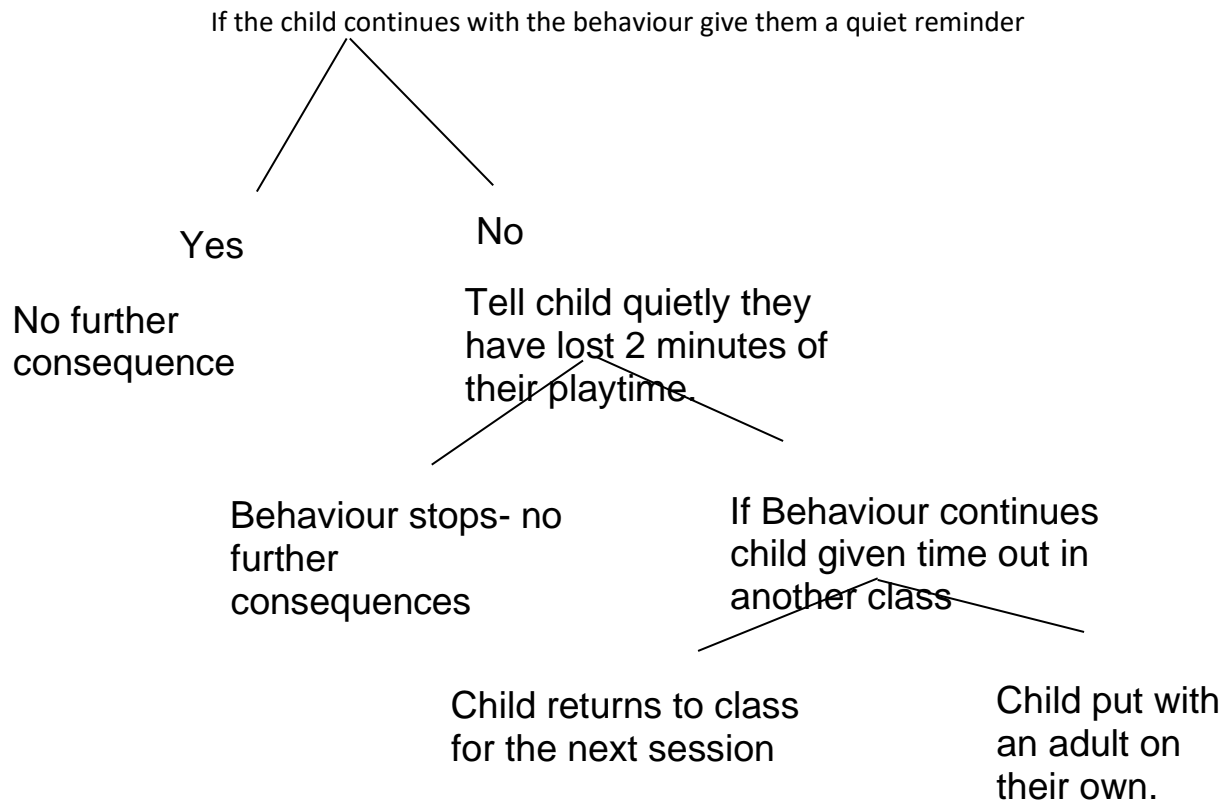 If the child continues with the behaviour give them a quiet reminder
Yes
No
No further
consequence
Tell child quietly they
have lost 2 minutes of
their playtime.
Behaviour stops- no
further
consequences
If Behaviour continues
child given time out in
another class
Child returns to class
for the next session
Child put with
an adult on
their own.